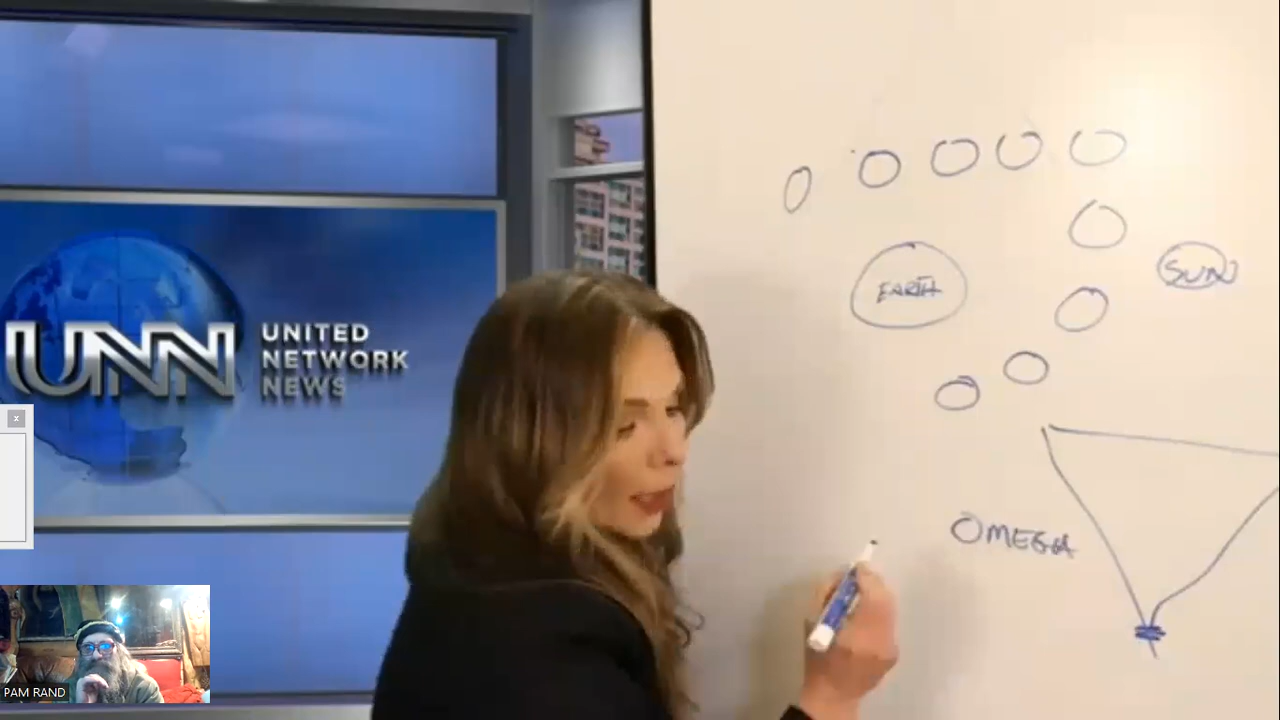 UNN
UNITED
NETWORK
NEWS
EARTH
SUN
OMEGA
x
PAM RAND